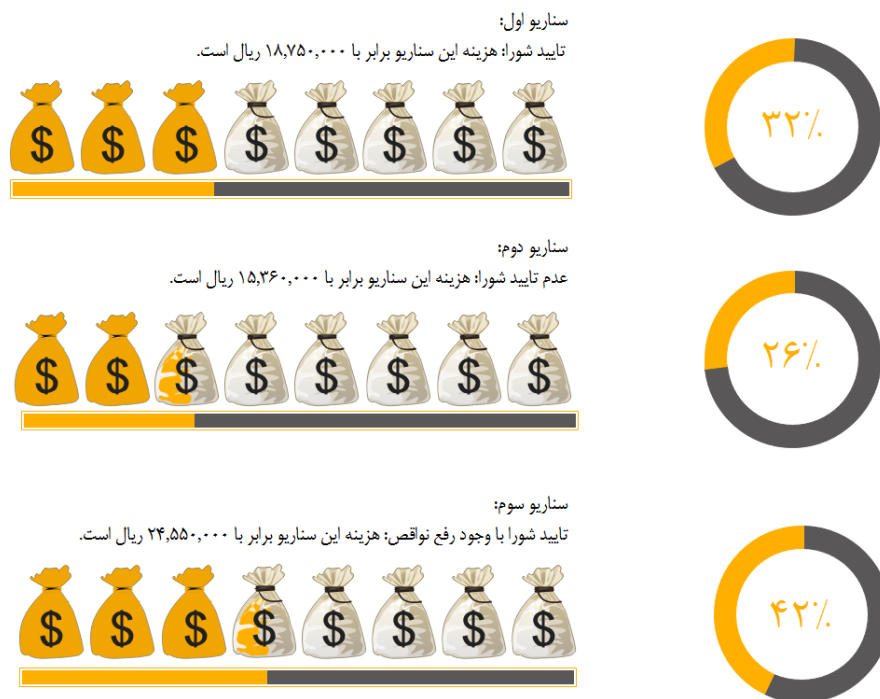 سناریو اول:
تایید شورا: هزینه این سناریو برابر با ۱۸,۷۵۰,۰۰۰ ریال است.
۳۲٪
$ $ $ $ $ $ $ $
سناریو دوم:
عدم تایید شورا: هزینه این سناریو برابر با ۱۵,۳۶۰,۰۰۰ ریال است.
۲۶٪
$ $ $ $ $ $ $ $
سناریو سوم:
تایید شورا با وجود رفع نواقص: هزینه این سناریو برابر با ۲۴,۵۵۰,۰۰۰ ریال است.
۴۲٪
$ $ $ $ $ $ $ $